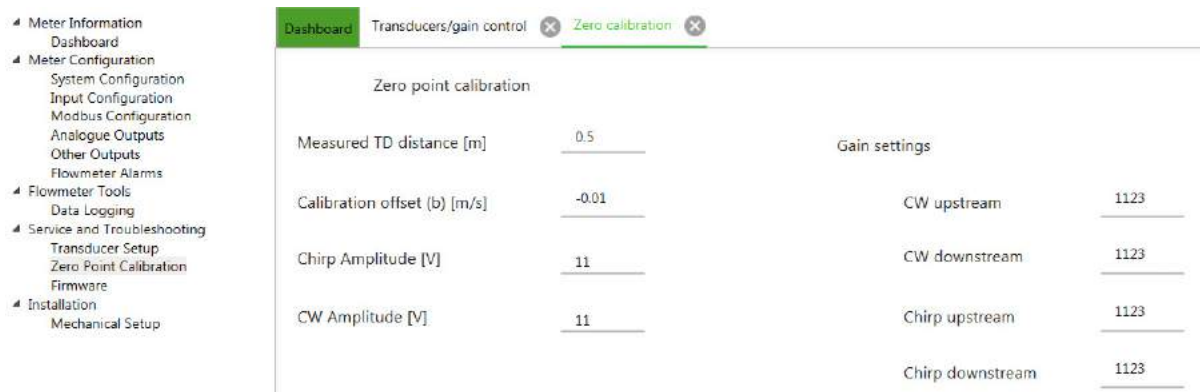 Meter Information
Dashboard
Meter Configuration
System Configuration
Input Configuration
Modbus Configuration
Analogue Outputs
Other Outputs
Flowmeter Alarms
Flowmeter Tools
Data Logging
Service and Troubleshooting
Transducer Setup
Zero Point Calibration
Firmware
Installation
Mechanical Setup
Dashboard Transducers/gain control Zero calibration
Zero point calibration
Measured TD distance [m] 0.5
Calibration offset (b) [m/s] -0.01
Chirp Amplitude [V] 11
CW Amplitude [V] 11
Gain settings
CW upstream 1123
CW downstream 1123
Chirp upstream 1123
Chirp downstream 1123